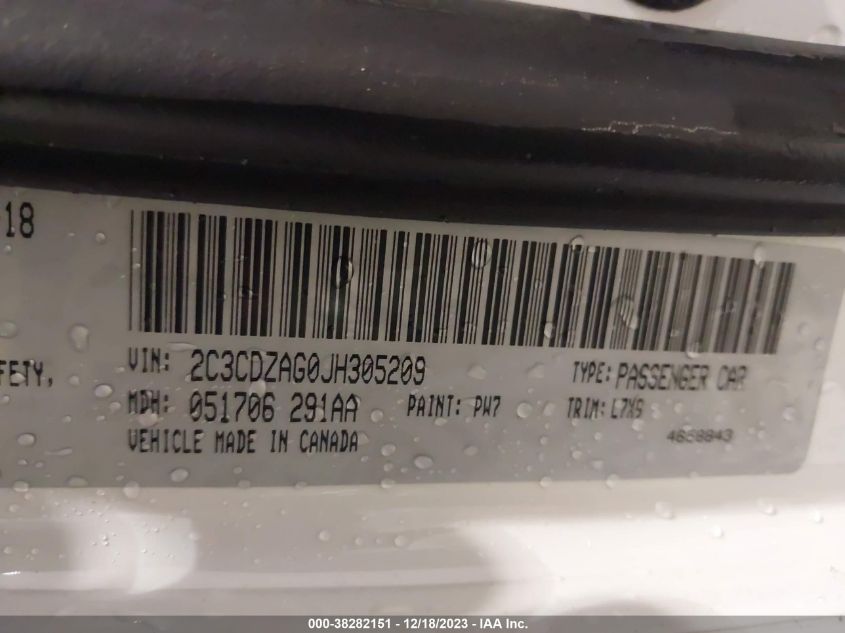 18
FETY,
VIN: 2C3CDZAG0JH305209 TYPE: PASSENGER CAR
MDH: 051706 291AA PAINT: PW7 TRIM: L7X9
VEHICLE MADE IN CANADA
000-38282151 - 12/18/2023 - IAA Inc.